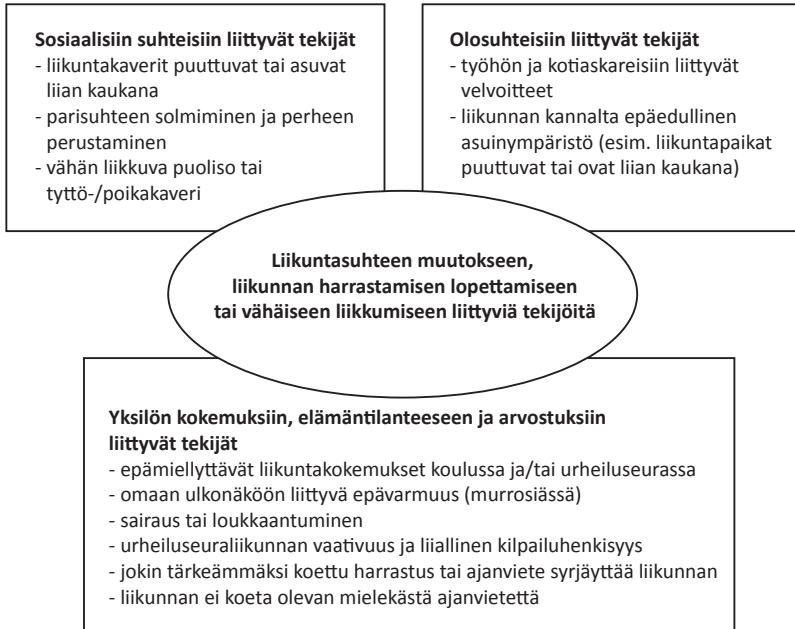 Sosiaalisiin suhteisiin liittyvät tekijät
- liikuntakaverit puuttuvat tai asuvat
liian kaukana
- parisuhteen solmiminen ja perheen
perustaminen
- vähän liikkuva puoliso tai
tyttö-/poikakaveri
Olosuhteisiin liittyvät tekijät
- työhön ja kotiaskareisiin liittyvät
velvoitteet
- liikunnan kannalta epäedullinen
asuinympäristö (esim. liikuntapaikat
puuttuvat tai ovat liian kaukana)
Liikuntasuhteen muutokseen,
liikunnan harrastamisen lopettamiseen
tai vähäiseen liikkumiseen liittyviä tekijöitä
Yksilön kokemuksiin, elämäntilanteeseen ja arvostuksiin
liittyvät tekijät
- epämiellyttävät liikuntakokemukset koulussa ja/tai urheiluseurassa
- omaan ulkonäköön liittyvä epävarmuus (murrosiässä)
- sairaus tai loukkaantuminen
- urheiluseuraliikunnan vaativuus ja liiallinen kilpailuhenkisyys
- jokin tärkeämmäksi koettu harrastus tai ajanviete syrjäyttää liikunnan
- liikunnan ei koeta olevan mielekästä ajanvietettä